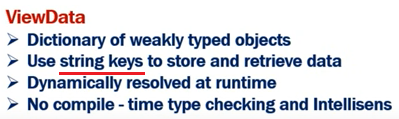 ViewData
➤ Dictionary of weakly typed objects
➤ Use string keys to store and retrieve data
➤ Dynamically resolved at runtime
➤ No compile - time type checking and Intellisens